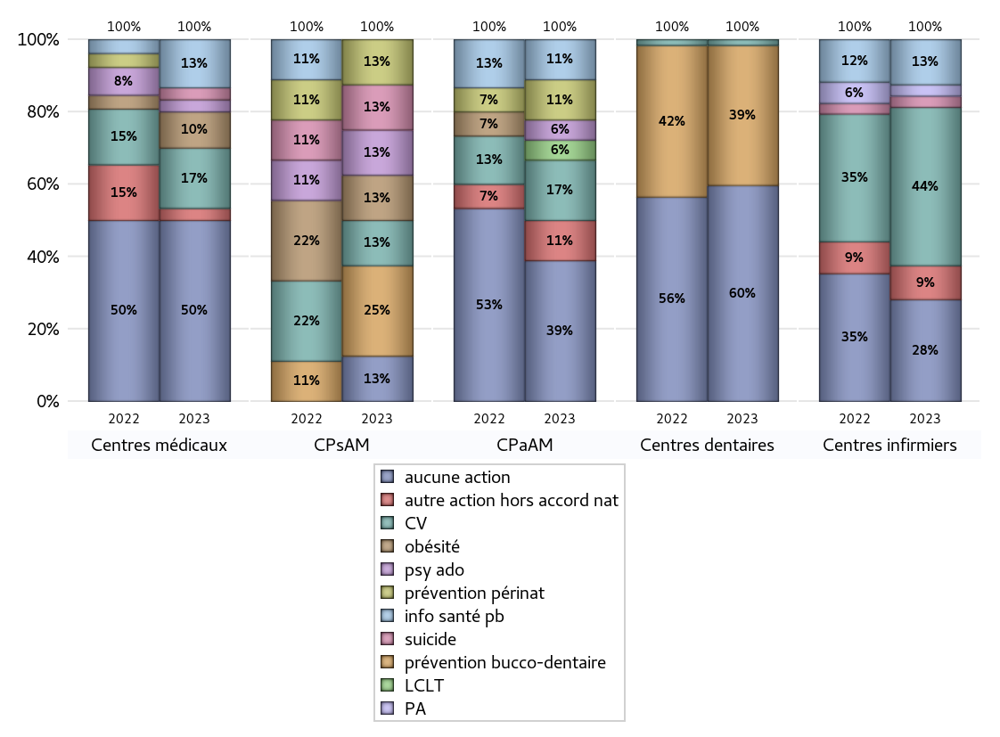 100% 100% 100% 100% 100% 100% 100% 100% 100% 100%
100%
13% 11% 13% 13% 11% 12% 13%
8% 11% 13% 7% 11% 6%
80%
15% 10% 11% 13% 7% 6% 42% 39%
15% 17% 11% 13% 13% 6% 35% 44%
60%
22% 13% 7% 17%
40%
50% 50% 22% 25% 53% 11% 56% 60% 9% 9%
20%
11% 13% 39% 35% 28%
0%
2022 2023 2022 2023 2022 2023 2022 2023 2022 2023
Centres médicaux CPsAM CPaAM Centres dentaires Centres infirmiers
aucune action
autre action hors accord nat
CV
obésité
psy ado
prévention périnat
info santé pb
suicide
prévention bucco-dentaire
LCLT
PA